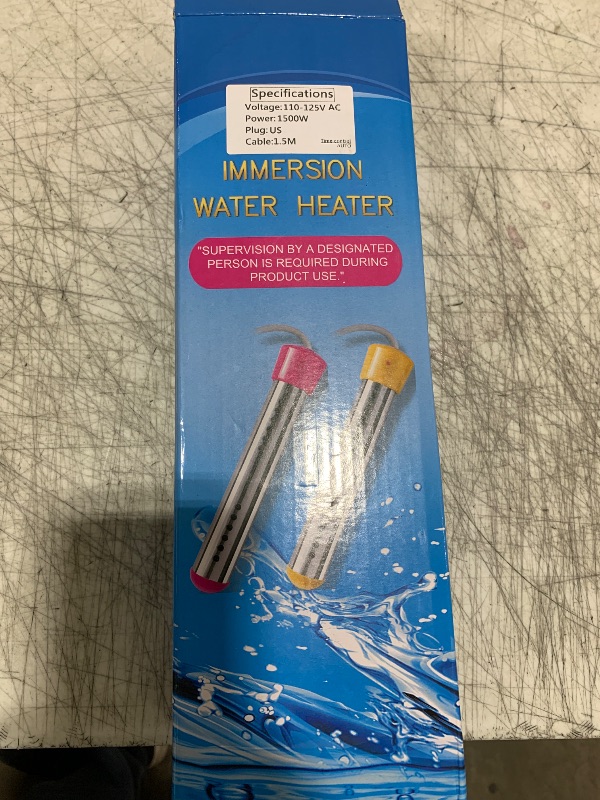 Specifications
Voltage:110-125V AC
Power:1500W
Plug:US
Cable:1.5M
IMMERSION
WATER HEATER
"SUPERVISION BY A DESIGNATED
PERSON IS REQUIRED DURING
PRODUCT USE."